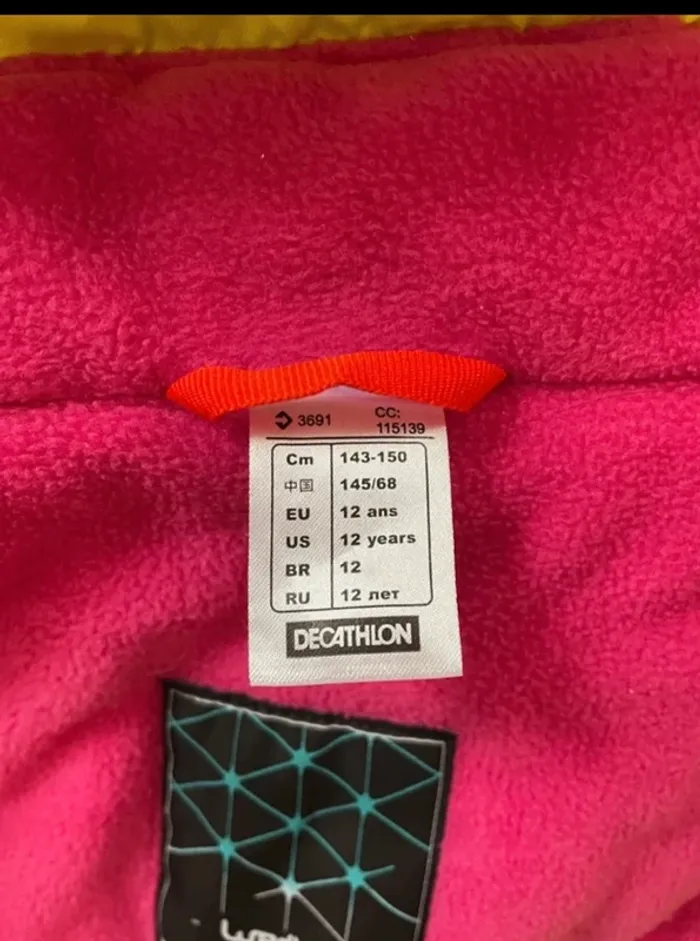 3691 CC: 115139
Cm 143-150
中国 145/68
EU 12 ans
US 12 years
BR 12
RU 12 лет
DECATHLON